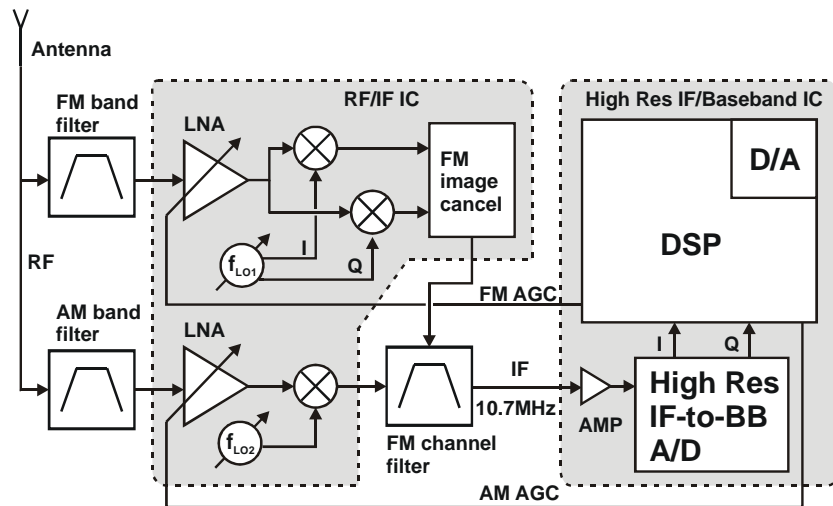 Antenna
FM band
filter
RF/IF IC
LNA
FM
image
cancel
I
Q
fLO1
RF
AM band
filter
LNA
fLO2
FM channel
filter
IF
10.7MHz
High Res IF/Baseband IC
D/A
DSP
FM AGC
I
Q
AMP
High Res
IF-to-BB
A/D
AM AGC